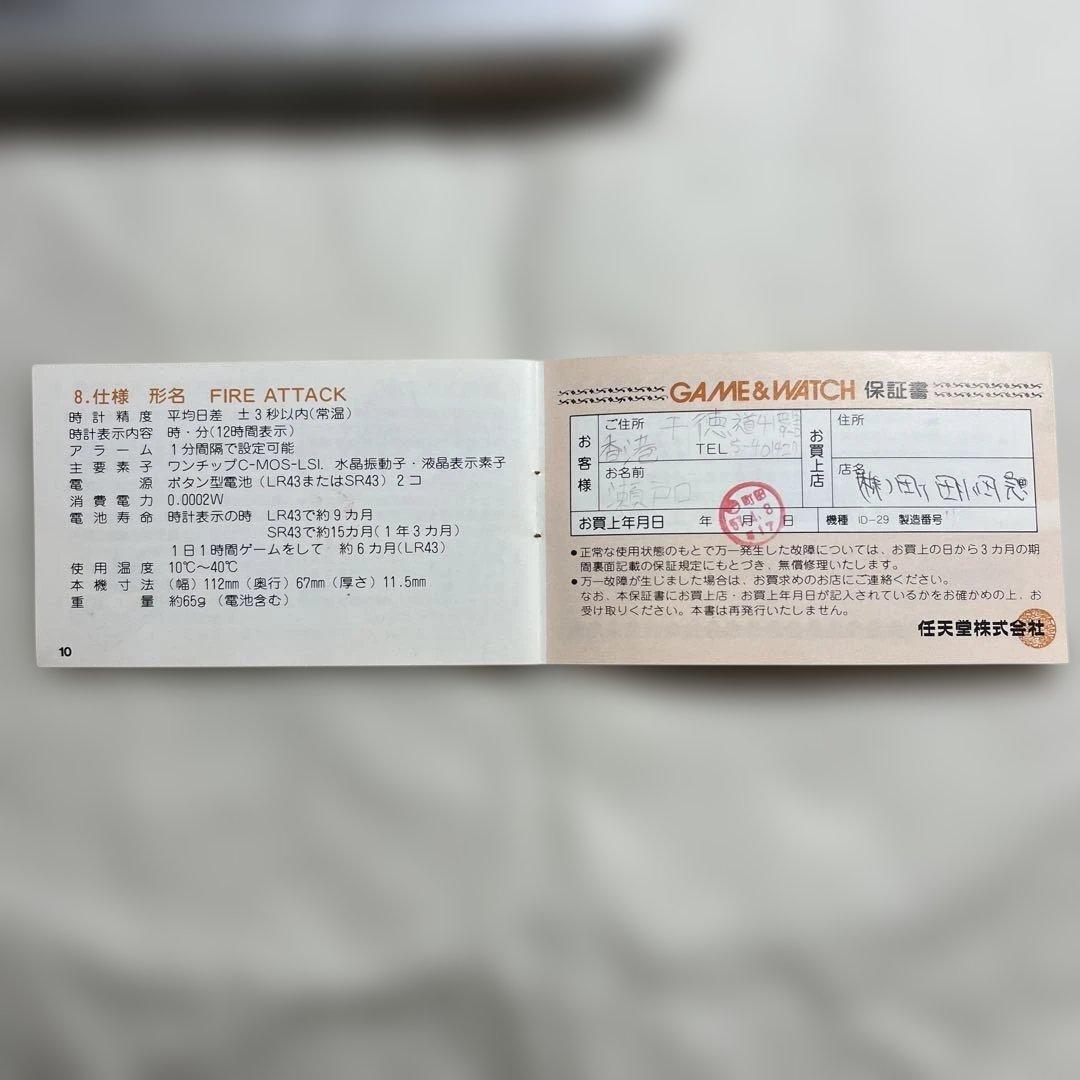 8.仕様 形名 FIRE ATTACK
時計精度 平均日差 ±3秒以内(常温)
時計表示内容 時・分(12時間表示)
アラーム 1分間隔で設定可能
主要素子 ワンチップC-MOS-LSI. 水晶振動子・液晶表示素子
電源 ボタン型電池(LR43またはSR43)2コ
消費電力 0.0002W
電池寿命 時計表示の時 LR43で約9カ月
SR43で約15カ月(1年3カ月)
1日1時間ゲームをして 約6カ月(LR43)
使用温度 10℃〜40℃
本機寸法 (幅)112㎜(奥行)67㎜(厚さ)11.5㎜
重量 約65g(電池含む)
10
GAME&WATCH 保証書
お客様
ご住所
香港
TEL
お名前
瀬戸口
お買上店
住所
店名
お買上年月日 年 月 日
町田
機種 ID-29 製造番号
●正常な使用状態のもとで万一発生した故障については、お買上の日から3カ月の期
間裏面記載の保証規定にもとづき、無償修理いたします。
●万一故障が生じました場合は、お買求めのお店にご連絡ください。
なお、本保証書にお買上店・お買上年月日が記入されているかをお確かめの上、お
受け取りください。本書は再発行いたしません。
任天堂株式会社